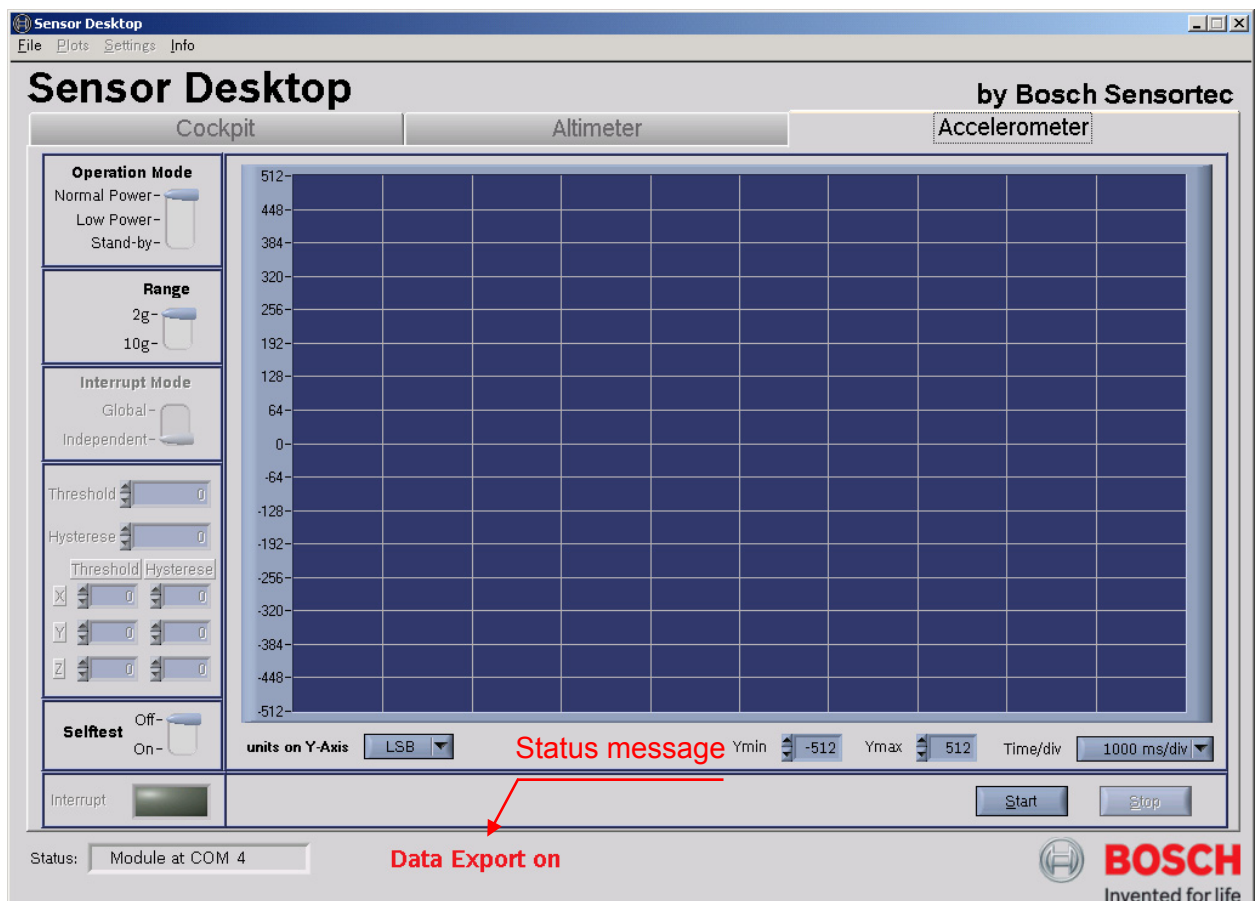 Sensor Desktop
File Plots Settings Info
Sensor Desktop
by Bosch Sensortec
Cockpit Altimeter Accelerometer
Operation Mode
Normal Power
Low Power
Stand-by
Range
2g
10g
Interrupt Mode
Global
Independent
Threshold 0
Hysterese 0
Threshold Hysterese
X 0 0
Y 0 0
Z 0 0
Selftest
Off
On
Interrupt
512
448
384
320
256
192
128
64
0
-64
-128
-192
-256
-320
-384
-448
-512
units on Y-Axis LSB Status message Ymin -512 Ymax 512 Time/div 1000 ms/div
Start Stop
Status: Module at COM 4 Data Export on
BOSCH
Invented for life